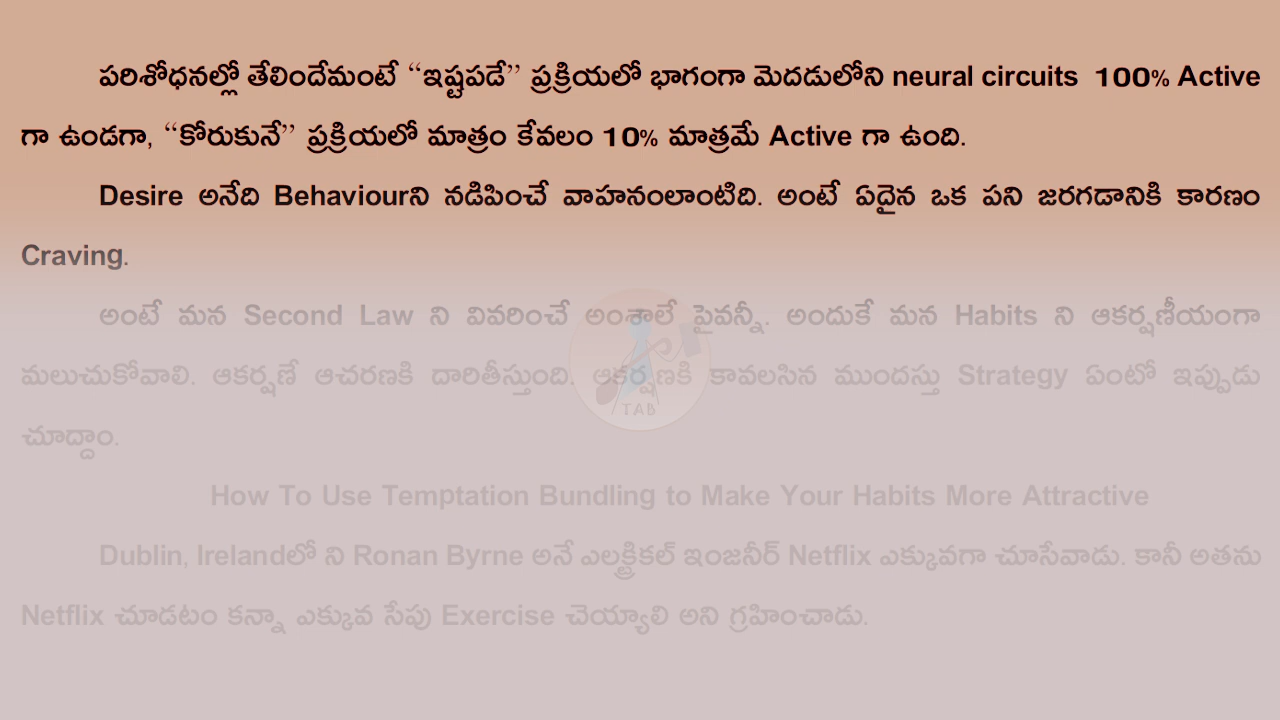 పరిశోధనల్లో తేలిందేమంటే “ఇష్టపడే” ప్రక్రియలో భాగంగా మెదడులోని neural circuits 100% Active
గా ఉండగా, “కోరుకునే” ప్రక్రియలో మాత్రం కేవలం 10% మాత్రమే Active గా ఉంది.
Desire అనేది Behaviourని నడిపించే వాహనంలాంటిది. అంటే ఏదైన ఒక పని జరగడానికి కారణం
Craving.
అంటే మన Second Law ని వివరించే అంశాలే పైవన్నీ. అందుకే మన Habits ని ఆకర్షణీయంగా
మలుచుకోవాలి. ఆకర్షణే ఆచరణకి దారితీస్తుంది. ఆకర్షణకి కావలసిన ముందస్తు Strategy ఏంటో ఇప్పుడు
చూద్దాం.
TAB
How To Use Temptation Bundling to Make Your Habits More Attractive
Dublin, Irelandలో ని Ronan Byrne అనే ఎలక్ట్రికల్ ఇంజనీర్ Netflix ఎక్కువగా చూసేవాడు. కానీ అతను
Netflix చూడటం కన్నా ఎక్కువ సేపు Exercise చెయ్యాలి అని గ్రహించాడు.